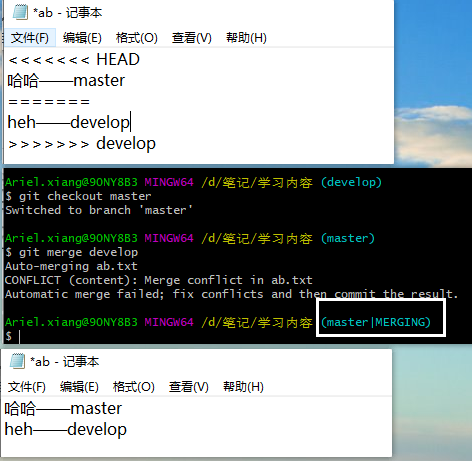 *ab - 记事本
文件(F) 编辑(E) 格式(O) 查看(V) 帮助(H)
<<<<<<< HEAD
哈哈——master
=======
heh——develop
>>>>>>> develop
Ariel.xiang@9ONY8B3 MINGW64 /d/笔记/学习内容 (develop)
$ git checkout master
Switched to branch 'master'
Ariel.xiang@9ONY8B3 MINGW64 /d/笔记/学习内容 (master)
$ git merge develop
Auto-merging ab.txt
CONFLICT (content): Merge conflict in ab.txt
Automatic merge failed; fix conflicts and then commit the result.
Ariel.xiang@9ONY8B3 MINGW64 /d/笔记/学习内容 (master|MERGING)
$
*ab - 记事本
文件(F) 编辑(E) 格式(O) 查看(V) 帮助(H)
哈哈——master
heh——develop